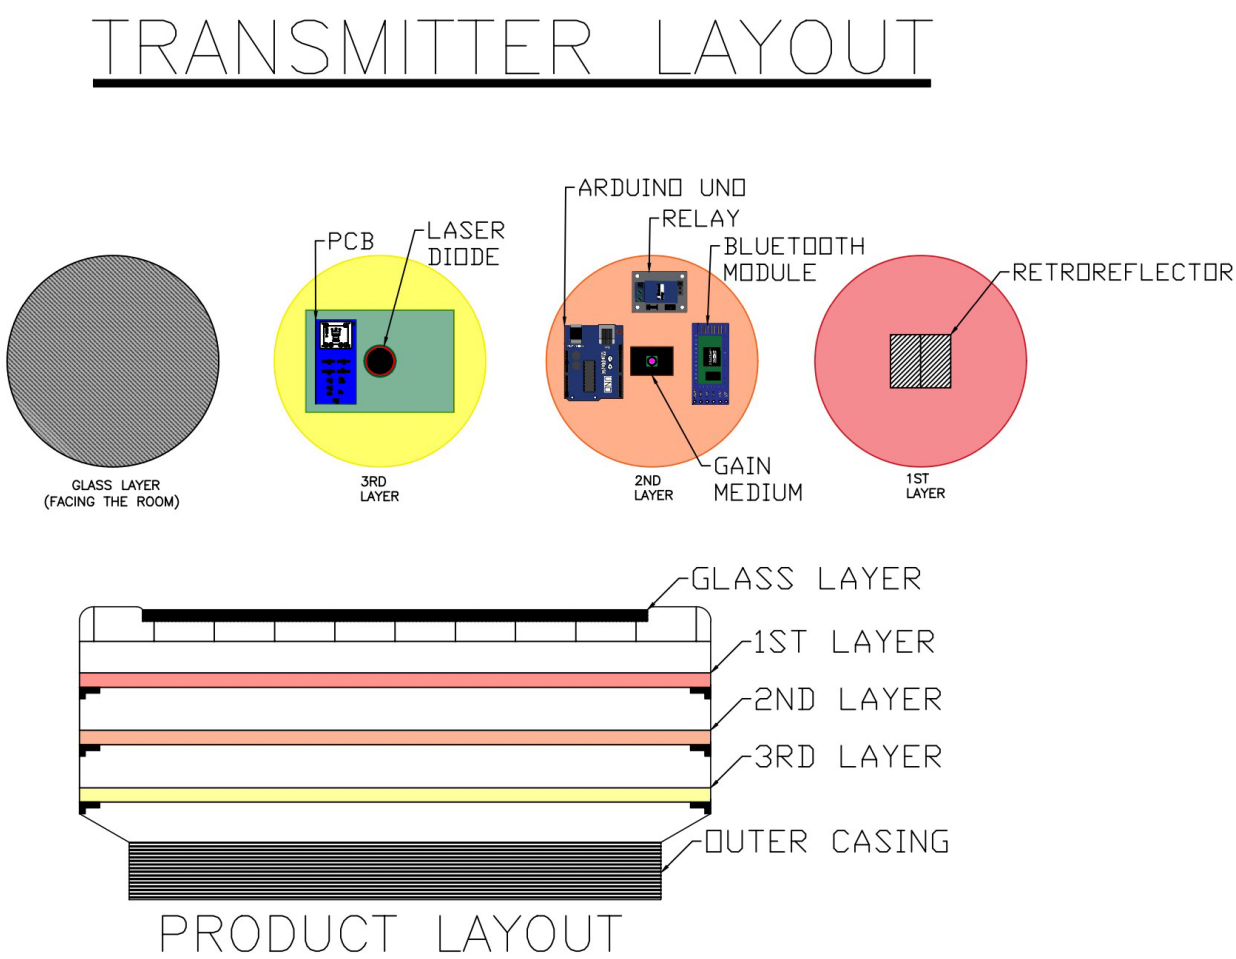 TRANSMITTER LAYOUT
ARDUINO UNO
RELAY
BLUETOOTH
MODULE
PCB
LASER
DIODE
RETROREFLECTOR
UNO
GAIN
MEDIUM
GLASS LAYER
(FACING THE ROOM)
3RD
LAYER
2ND
LAYER
1ST
LAYER
GLASS LAYER
1ST LAYER
2ND LAYER
3RD LAYER
OUTER CASING
PRODUCT LAYOUT